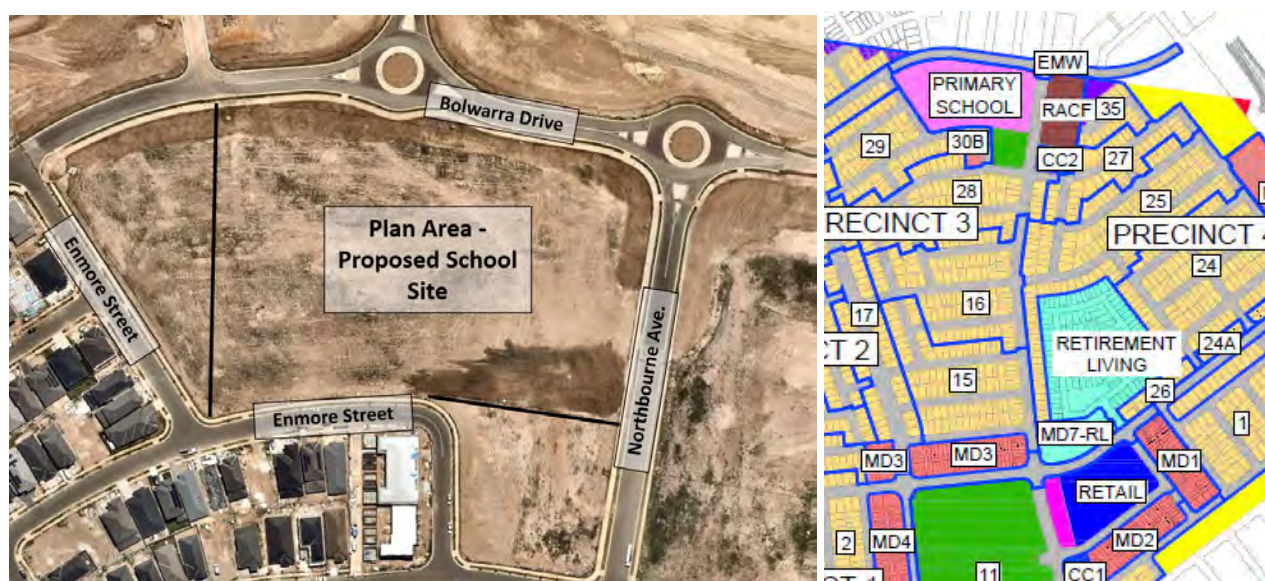 Bolwarra Drive
Plan Area -
Proposed School
Site
Enmore Street
Enmore Street
Northbourne Ave.
EMW
PRIMARY
SCHOOL
RACF
35
30B
29
CC2
27
28
25
RECINCT 3
PRECINCT 4
24
16
17
RETIREMENT
LIVING
24A
CT 2
15
26
MD7-RL
1
MD3
MD3
MD1
RETAIL
2
MD4
MD2
11
CC1